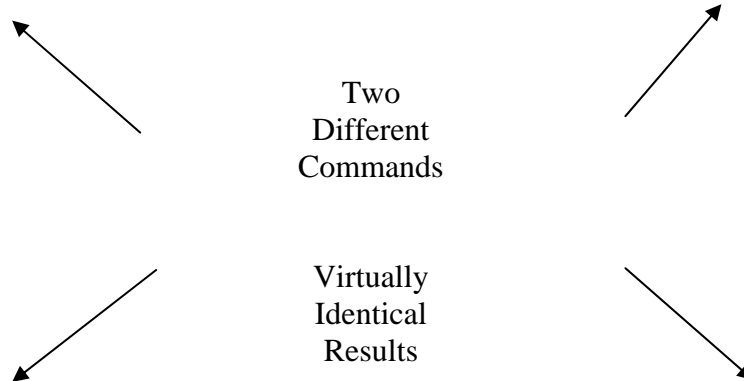 Two
Different
Commands
Virtually
Identical
Results